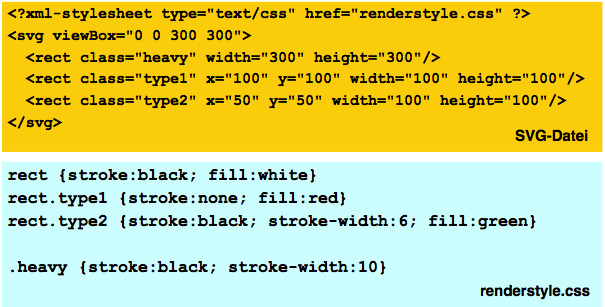 <?xml-stylesheet type="text/css" href="renderstyle.css" ?>
<svg viewBox="0 0 300 300">
  <rect class="heavy" width="300" height="300"/>
  <rect class="type1" x="100" y="100" width="100" height="100"/>
  <rect class="type2" x="50" y="50" width="100" height="100"/>
</svg>
SVG-Datei
rect {stroke:black; fill:white}
rect.type1 {stroke:none; fill:red}
rect.type2 {stroke:black; stroke-width:6; fill:green}
.heavy {stroke:black; stroke-width:10}
renderstyle.css